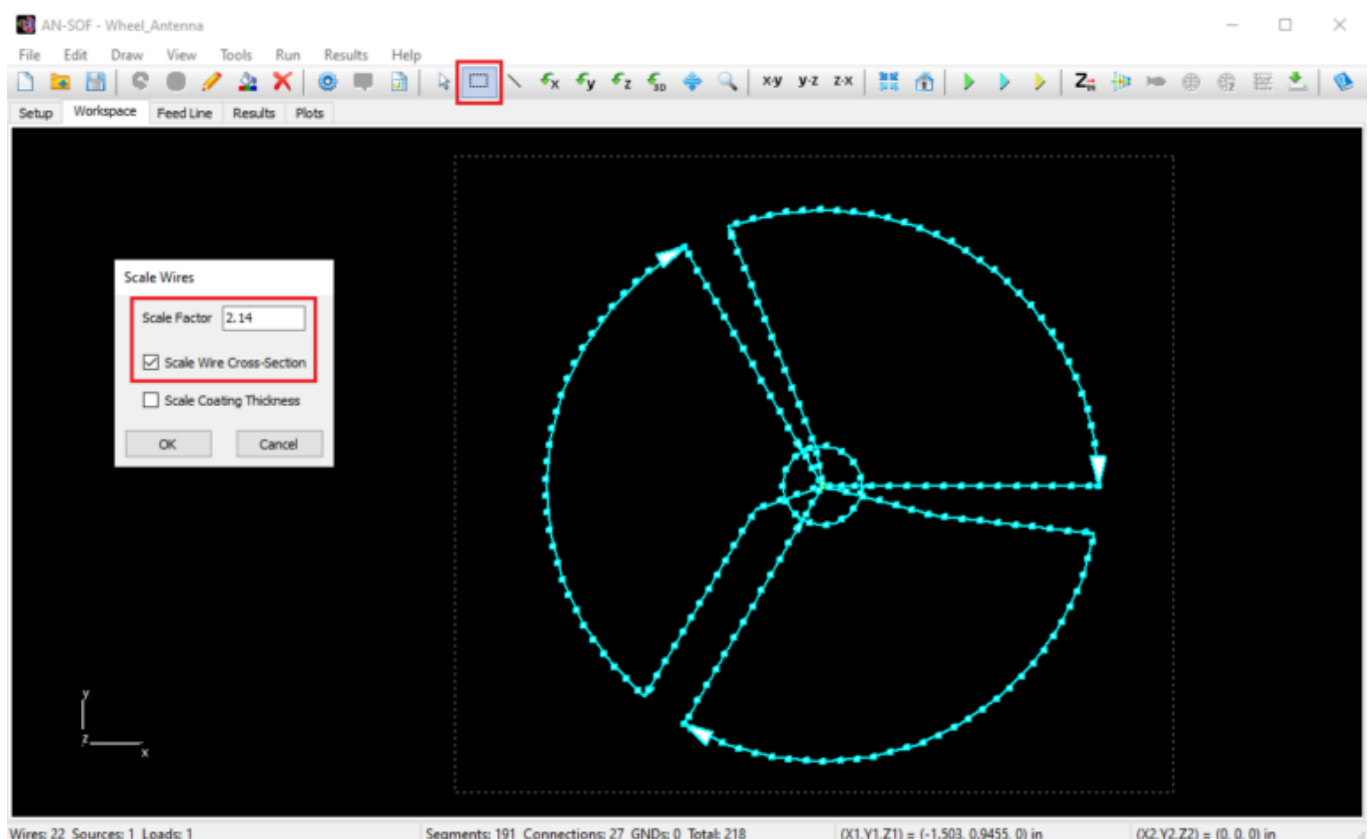 AN-SOF - Wheel_Antenna
File Edit Draw View Tools Run Results Help
x-y y-z z-x
Setup Workspace Feed Line Results Plots
Scale Wires
Scale Factor 2.14
Scale Wire Cross-Section
Scale Coating Thickness
OK Cancel
y
z
x
Wires: 22 Sources: 1 Loads: 1 Segments: 191 Connections: 27 GNDs: 0 Total: 218 (X1,Y1,Z1) = (-1.503, 0.9455, 0) in (X2,Y2,Z2) = (0, 0, 0) in